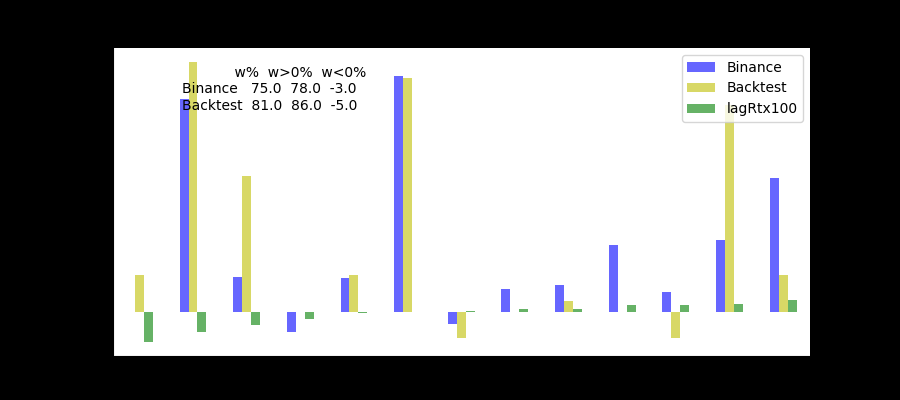 w% w>0% w<0%
Binance 75.0 78.0 -3.0
Backtest 81.0 86.0 -5.0
Binance
Backtest
lagRtx100